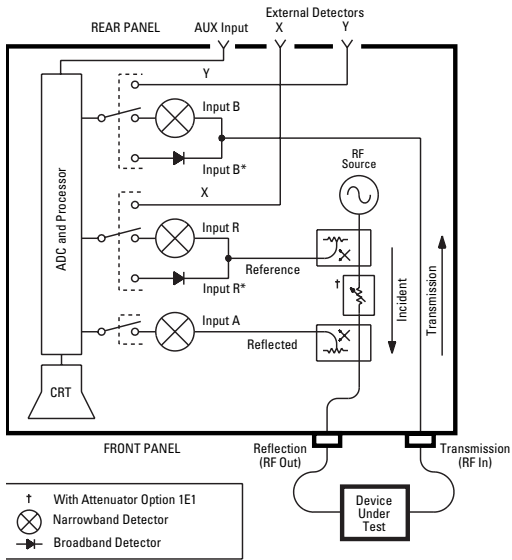 External Detectors
REAR PANEL
AUX Input
X
Y
Y
Input B
Input B*
X
Input R
Input R*
Reference
Input A
Reflected
RF
Source
†
Incident
Transmission
ADC and Processor
CRT
FRONT PANEL
Reflection
(RF Out)
Transmission
(RF In)
Device
Under
Test
† With Attenuator Option 1E1
Narrowband Detector
Broadband Detector